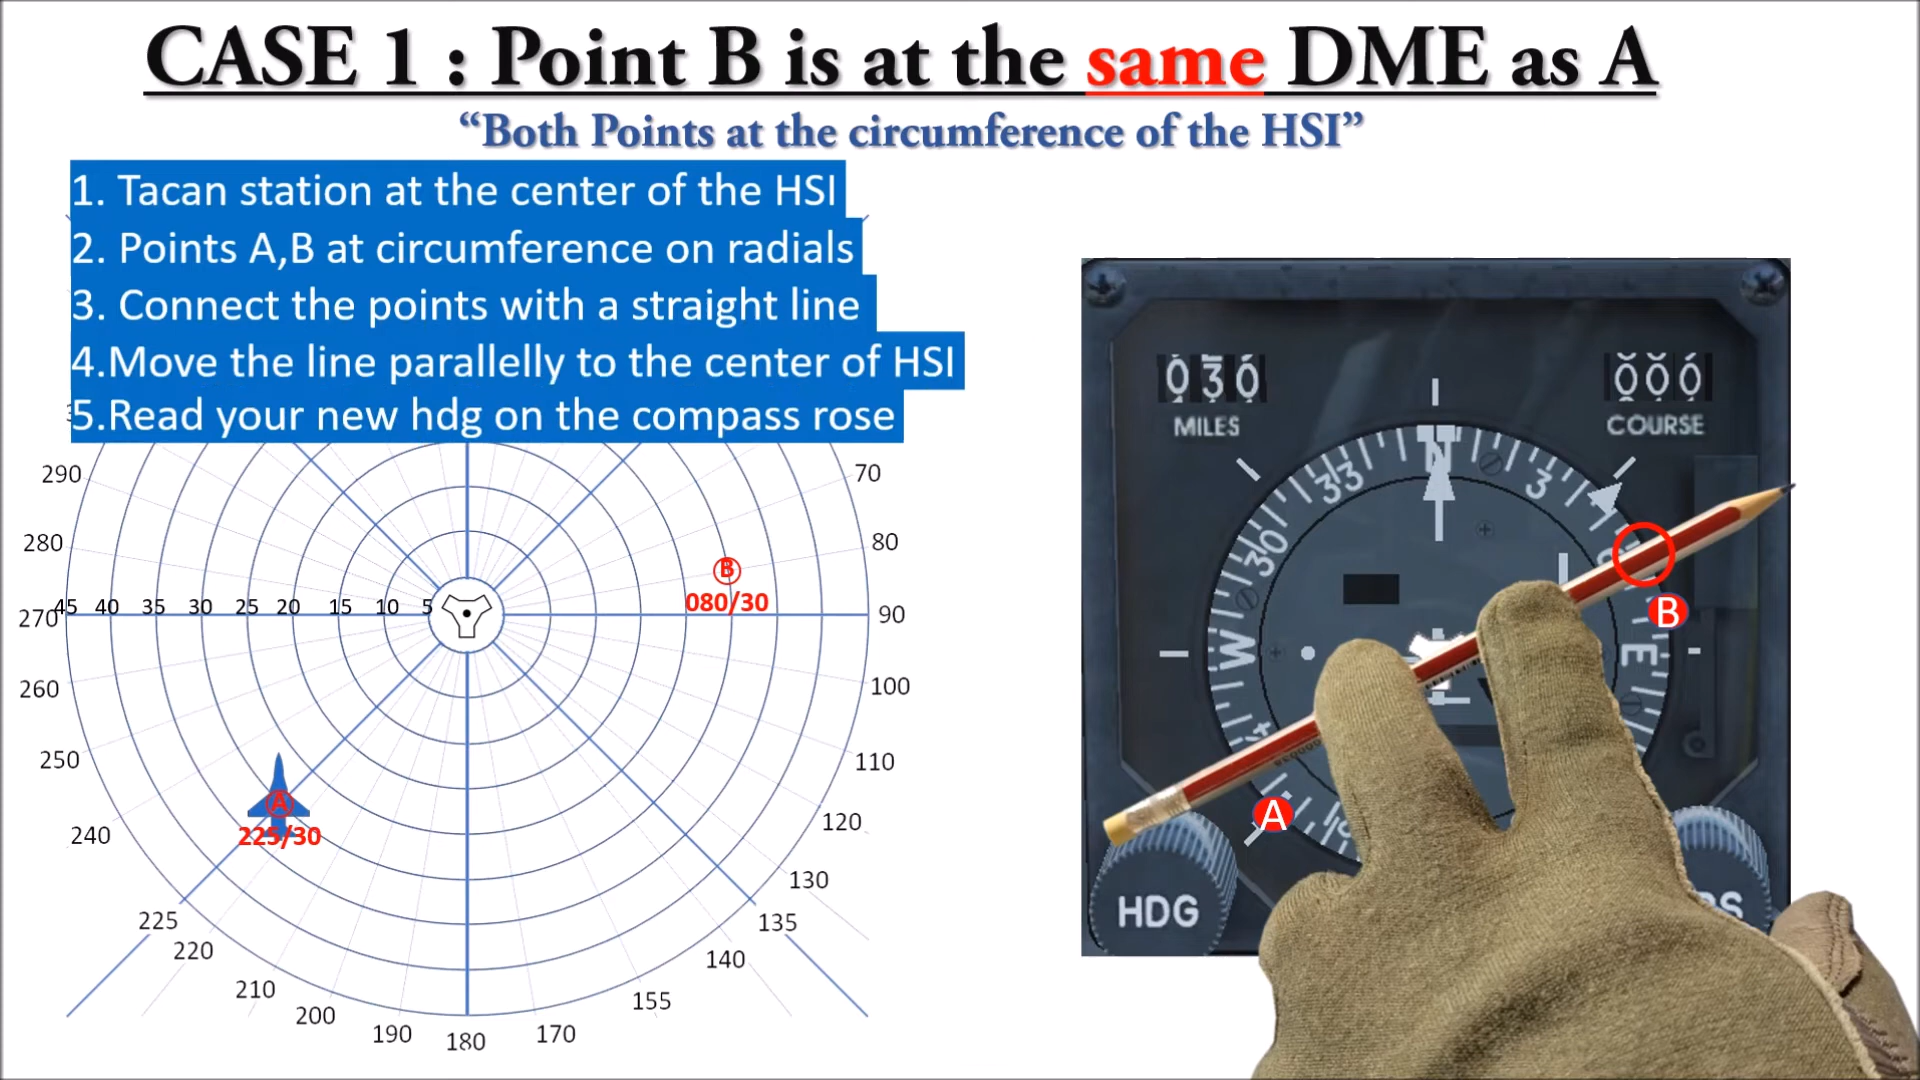 CASE 1 : Point B is at the same DME as A
“Both Points at the circumference of the HSI”
1. Tacan station at the center of the HSI
2. Points A,B at circumference on radials
3. Connect the points with a straight line
4.Move the line parallelly to the center of HSI
5.Read your new hdg on the compass rose
290
70
280
80
B
080/30
270
45 40 35 30 25 20 15 10 5
90
260
100
250
110
A
225/30
240
120
130
225
135
220
140
210
155
200
190
180
170
030
MILES
000
COURSE
N
33
3
30
W
E
B
A
HDG